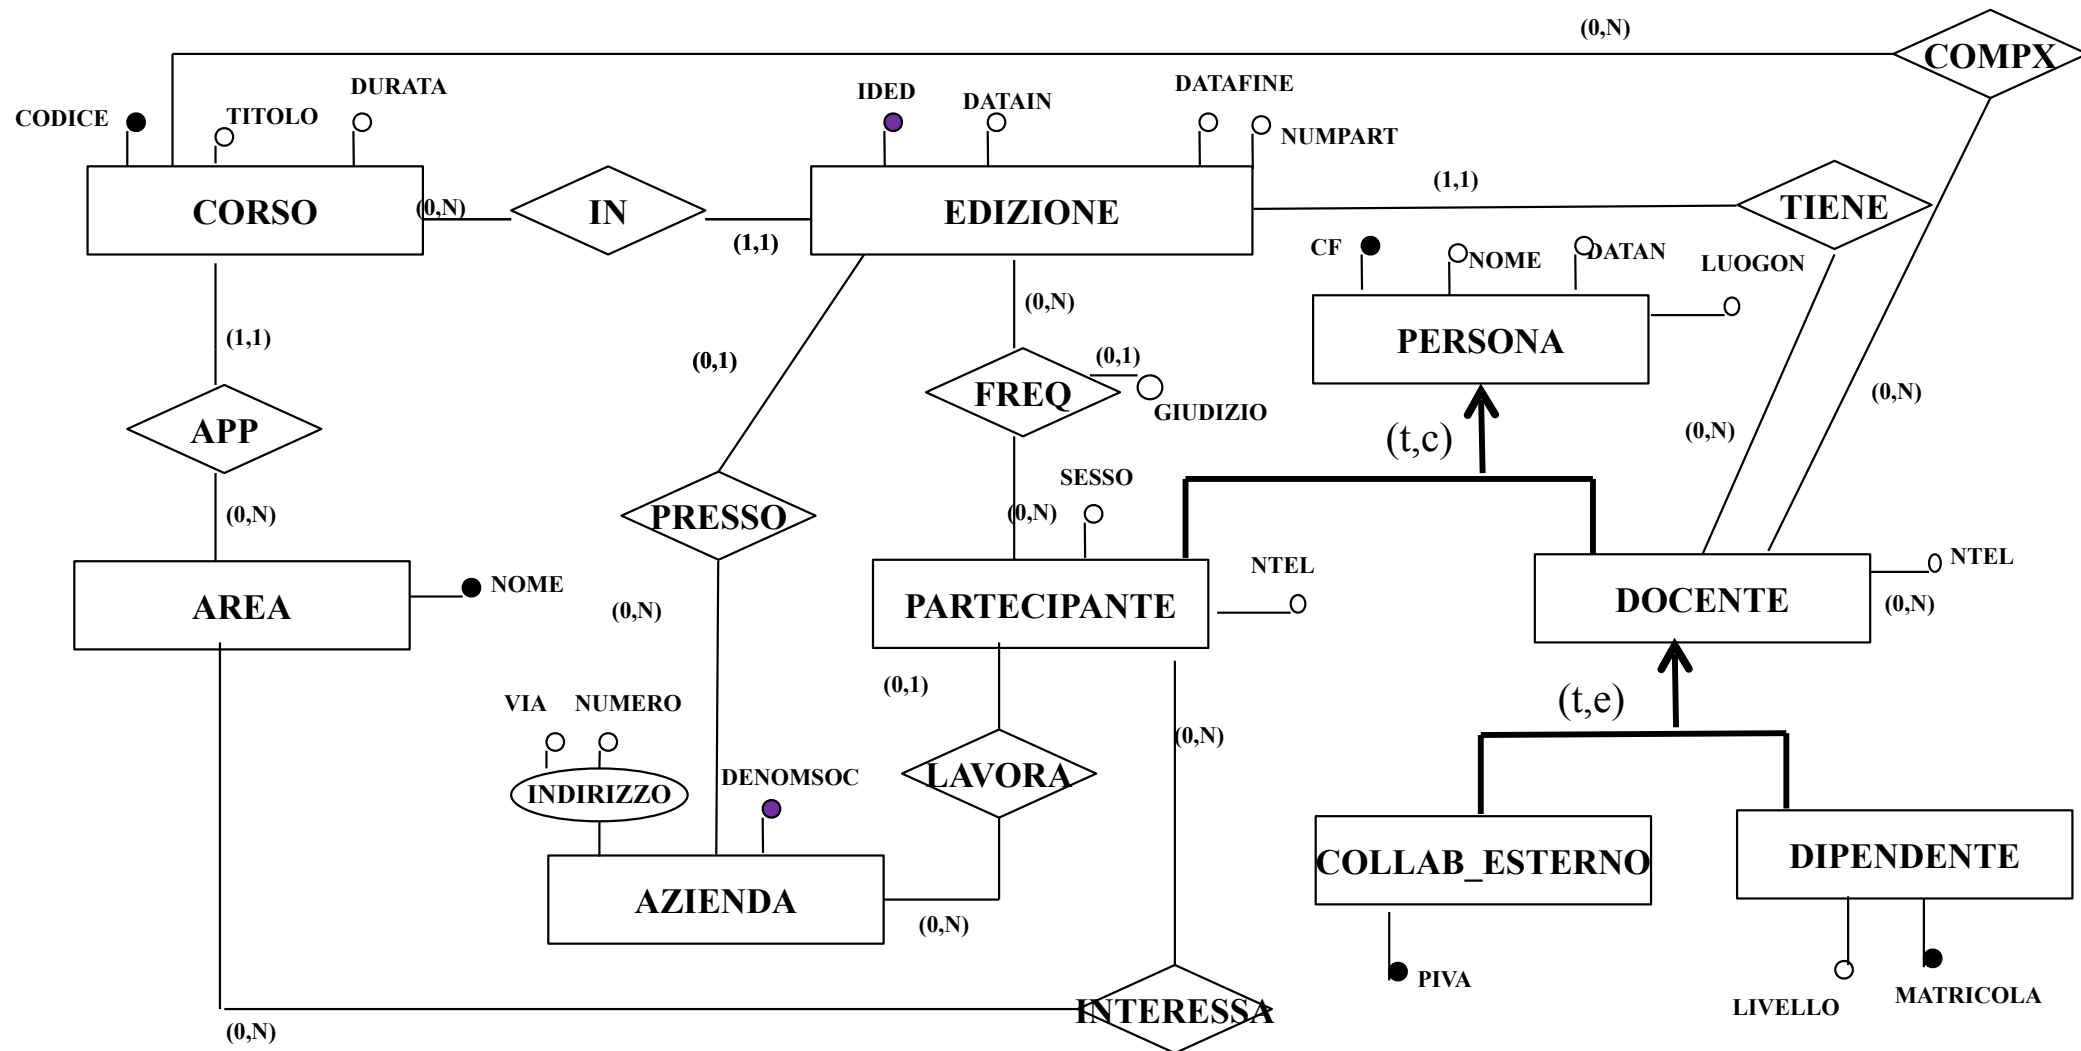 (0,N)
COMPX
DURATA
IDED
DATAIN
DATAFINE
CODICE
TITOLO
NUMPART
CORSO
(0,N)
IN
(1,1)
EDIZIONE
(1,1)
TIENE
CF
NOME
DATAN
LUOGON
(0,N)
(1,1)
(0,1)
(0,1)
PERSONA
FREQ
GIUDIZIO
(0,N)
APP
(t,c)
(0,N)
SESSO
(0,N)
PRESSO
(0,N)
NTEL
NTEL
NOME
AREA
(0,N)
PARTECIPANTE
DOCENTE
(0,N)
(0,1)
(t,e)
VIA
NUMERO
(0,N)
INDIRIZZO
DENOMSOC
LAVORA
COLLAB_ESTERNO
DIPENDENTE
AZIENDA
(0,N)
PIVA
LIVELLO
MATRICOLA
(0,N)
INTERESSA